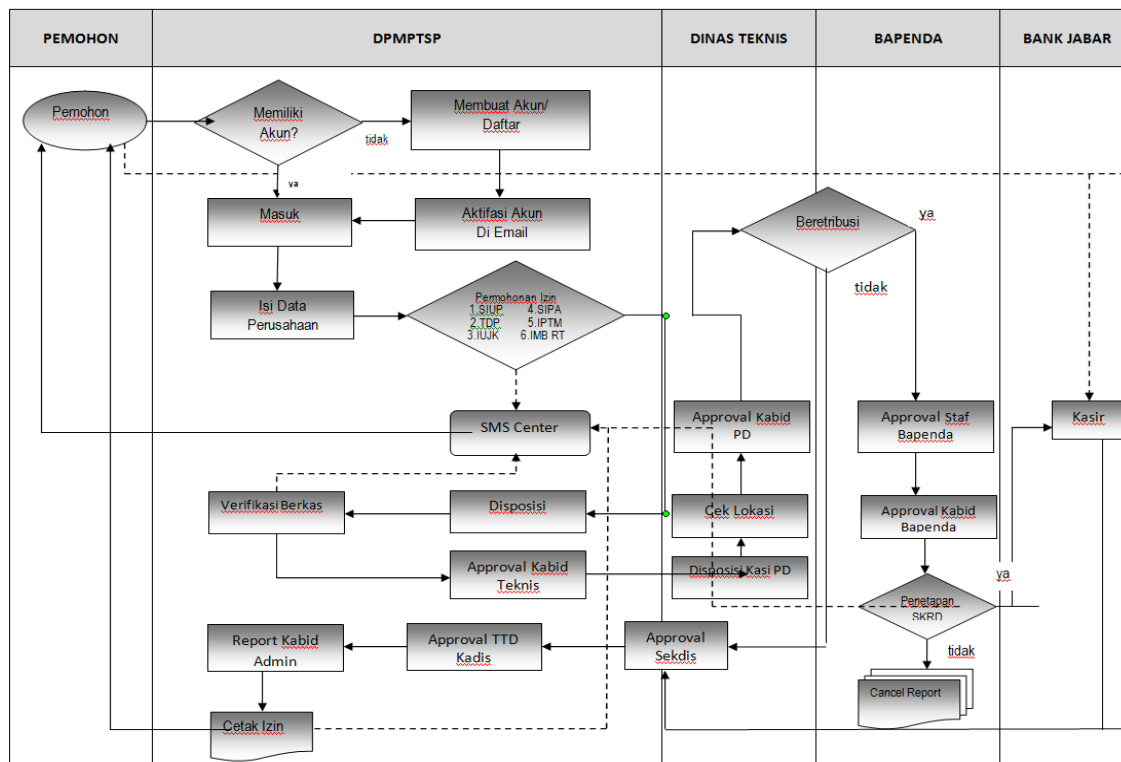 PEMOHON
DPMPTSP
DINAS TEKNIS
BAPENDA
BANK JABAR
Pemohon
Memiliki
Akun?
tidak
Membuat Akun/
Daftar
ya
Masuk
Aktifasi Akun
Di Email
Beretribusi
ya
tidak
Isi Data
Perusahaan
Permohonan Izin
1.SIUP 4.SIPA
2.TDP 5.IPTM
3.IUJK 6.IMB RT
SMS Center
Approval Kabid
PD
Approval Staf
Bapenda
Kasir
Verifikasi Berkas
Disposisi
Cek Lokasi
Approval Kabid
Bapenda
Approval Kabid
Teknis
Disposisi Kasi PD
ya
Penetapan
SKRD
tidak
Report Kabid
Admin
Approval TTD
Kadis
Approval
Sekdis
Cancel Report
Cetak Izin